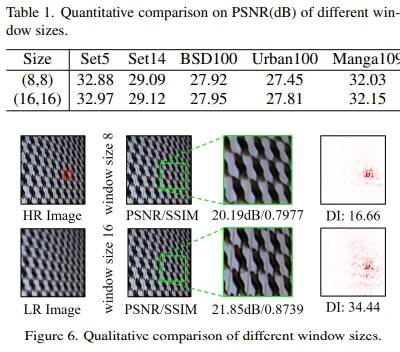 Table 1. Quantitative comparison on PSNR(dB) of different win-
dow sizes.
Size Set5 Set14 BSD100 Urban100 Manga109
(8,8) 32.88 29.09 27.92 27.45 32.03
(16,16) 32.97 29.12 27.95 27.81 32.15
window size 8
HR Image PSNR/SSIM 20.19dB/0.7977 DI: 16.66
window size 16
LR Image PSNR/SSIM 21.85dB/0.8739 DI: 34.44
Figure 6. Qualitative comparison of different window sizes.